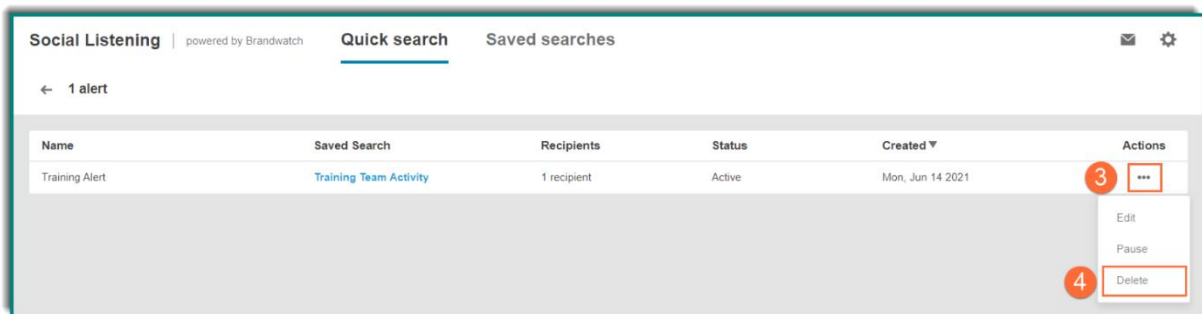 Social Listening | powered by Brandwatch Quick search Saved searches
← 1 alert
Name Saved Search Recipients Status Created ▼ Actions
Training Alert Training Team Activity 1 recipient Active Mon, Jun 14 2021 3 •••
Edit
Pause
4 Delete